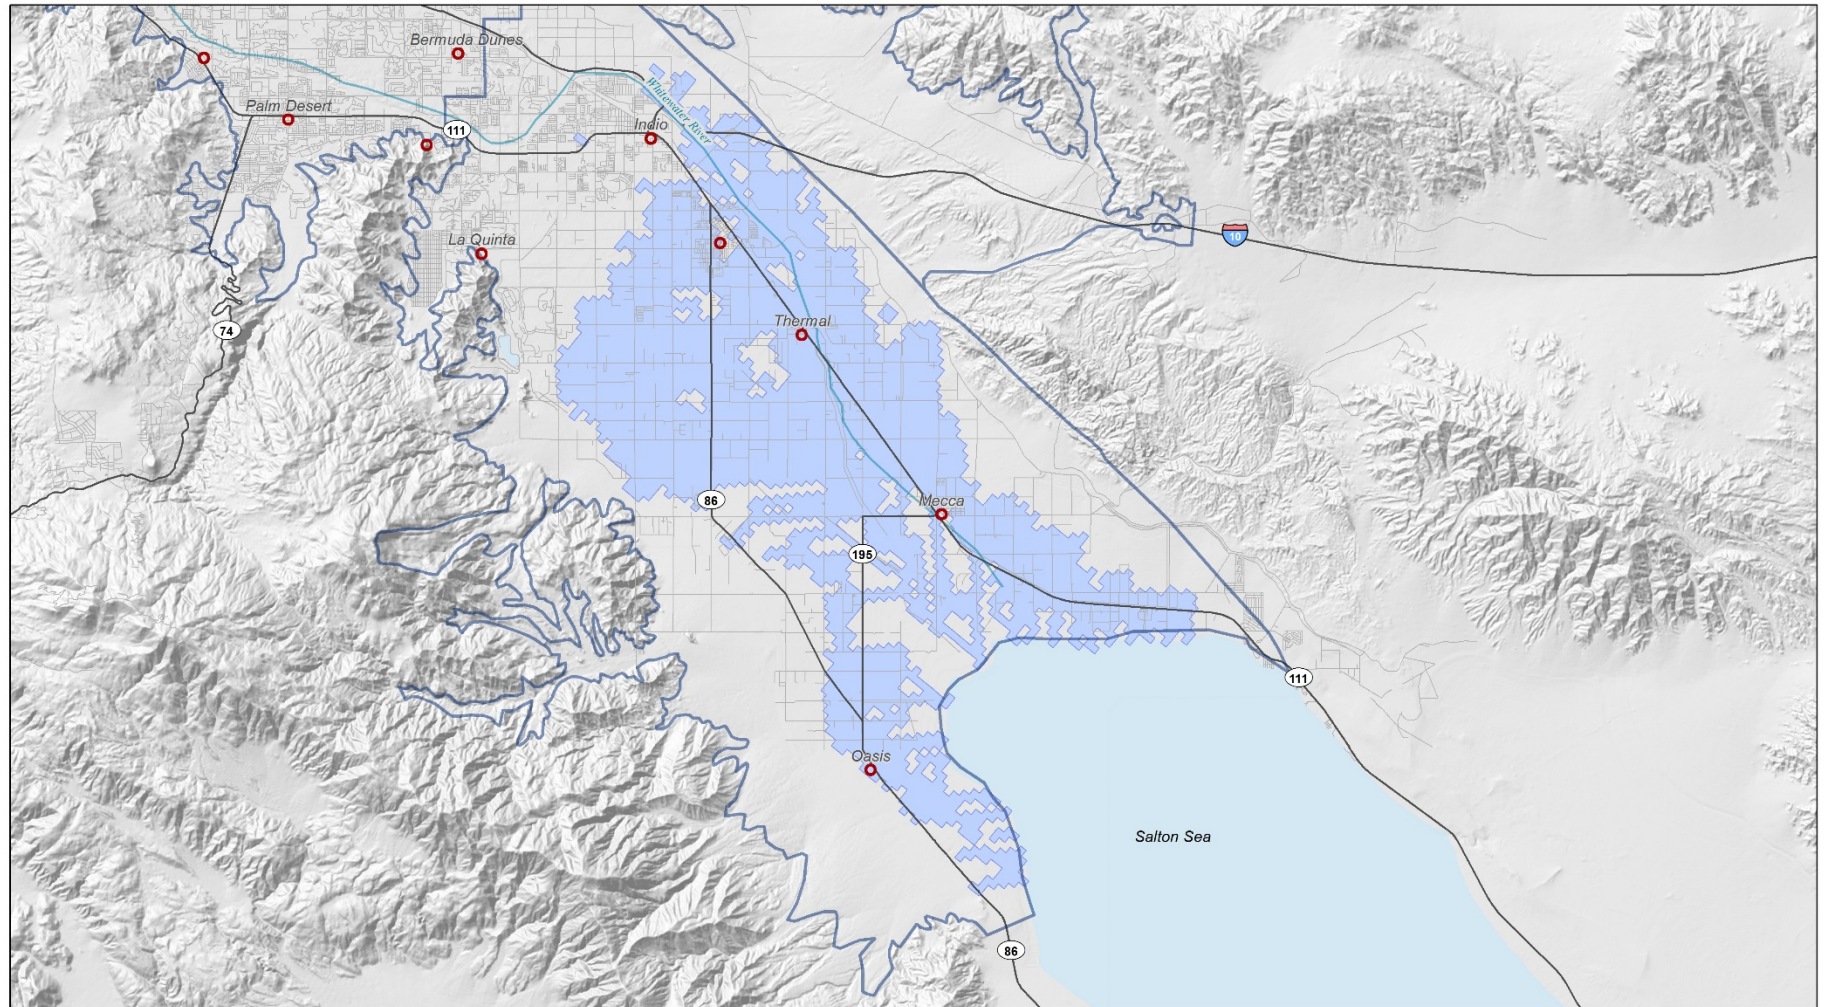 Bermuda Dunes
Whitewater River
Palm Desert
111
Indio
La Quinta
10
74
Thermal
86
Mecca
195
111
Oasis
Salton Sea
86